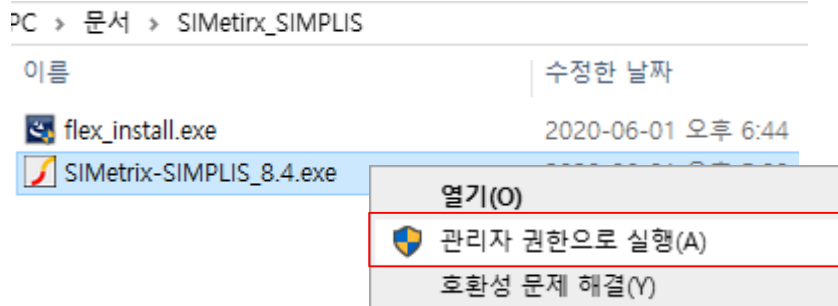 PC > 문서 > SIMetirx_SIMPLIS
이름 수정한 날짜
flex_install.exe 2020-06-01 오후 6:44
SIMetrix-SIMPLIS_8.4.exe
열기(O)
관리자 권한으로 실행(A)
호환성 문제 해결(Y)